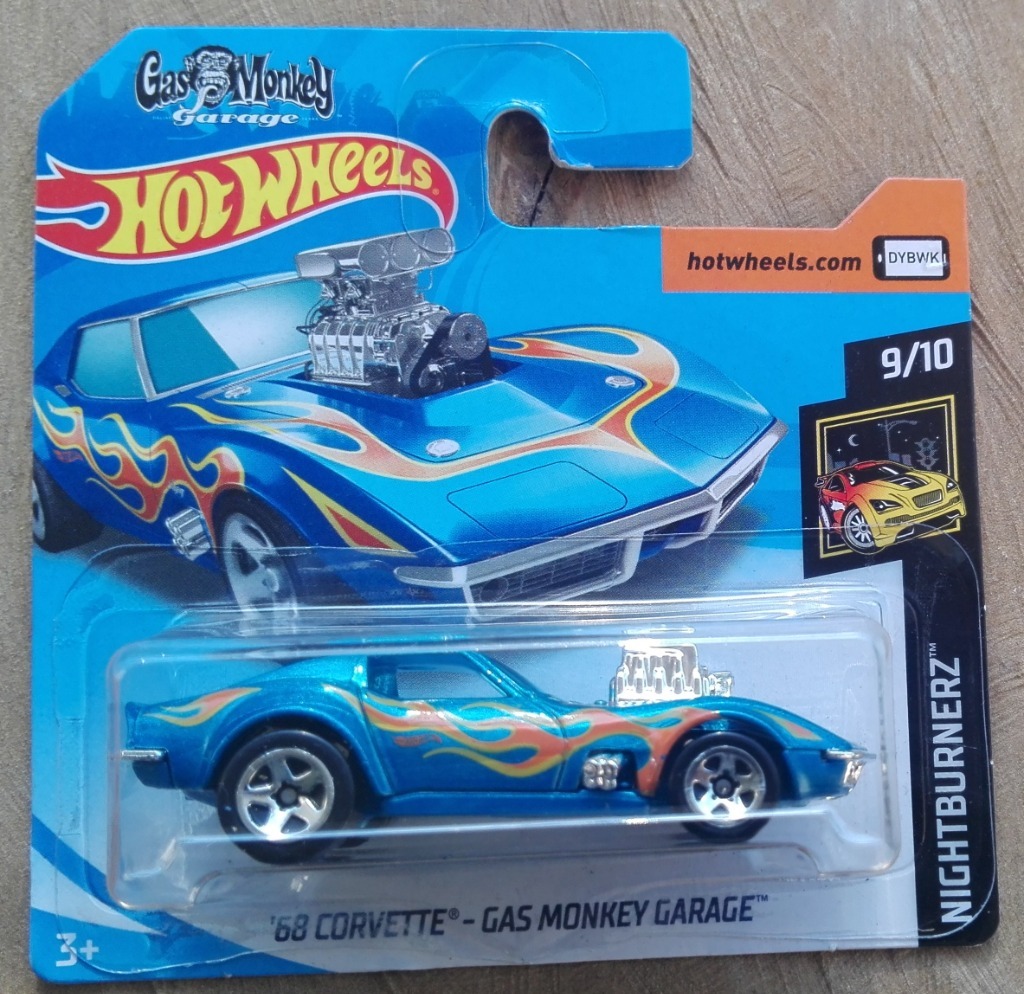 Gas Monkey
Garage
HOT WHEELS®
hotwheels.com
DYBWK
9/10
NIGHTBURNERZ™
'68 CORVETTE® - GAS MONKEY GARAGE™
3+